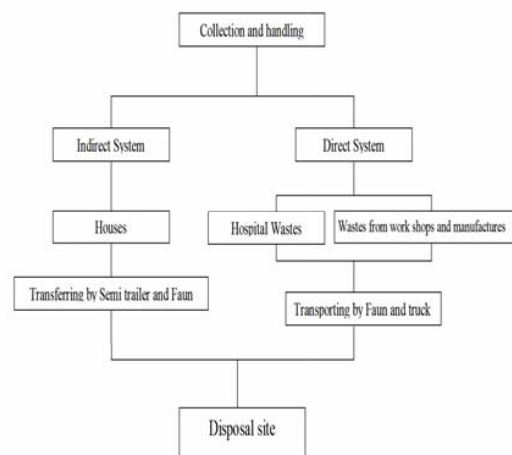 Collection and handling
Indirect System
Direct System
Houses
Hospital Wastes
Wastes from work shops and manufactures
Transferring by Semi trailer and Faun
Transporting by Faun and truck
Disposal site